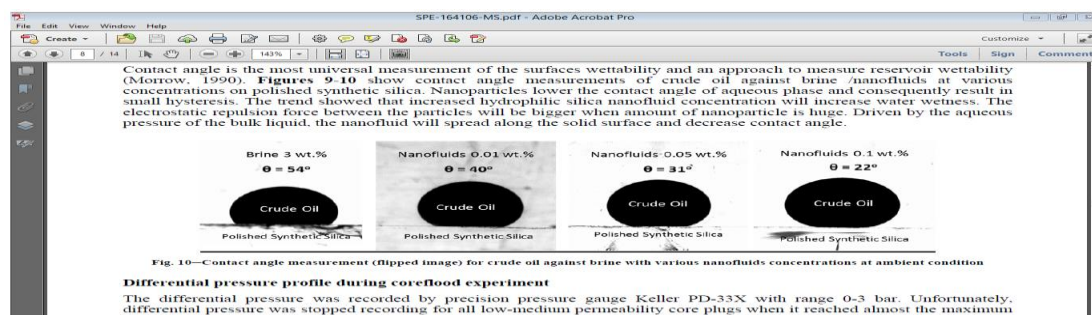 SPE-164106-MS.pdf - Adobe Acrobat Pro
File Edit View Window Help
Create
Customize
8 / 14
143%
Tools Sign Comment
Contact angle is the most universal measurement of the surfaces wettability and an approach to measure reservoir wettability
(Morrow, 1990). Figures 9-10 show contact angle measurements of crude oil against brine /nanofluids at various
concentrations on polished synthetic silica. Nanoparticles lower the contact angle of aqueous phase and consequently result in
small hysteresis. The trend showed that increased hydrophilic silica nanofluid concentration will increase water wetness. The
electrostatic repulsion force between the particles will be bigger when amount of nanoparticle is huge. Driven by the aqueous
pressure of the bulk liquid, the nanofluid will spread along the solid surface and decrease contact angle.
Brine 3 wt.% Nanofluids 0.01 wt.% Nanofluids 0.05 wt.% Nanofluids 0.1 wt.%
θ = 54° θ = 40° θ = 31° θ = 22°
Crude Oil Crude Oil Crude Oil Crude Oil
Polished Synthetic Silica Polished Synthetic Silica Polished Synthetic Silica Polished Synthetic Silica
Fig. 10—Contact angle measurement (flipped image) for crude oil against brine with various nanofluids concentrations at ambient condition
Differential pressure profile during coreflood experiment
The differential pressure was recorded by precision pressure gauge Keller PD-33X with range 0-3 bar. Unfortunately,
differential pressure was stopped recording for all low-medium permeability core plugs when it reached almost the maximum